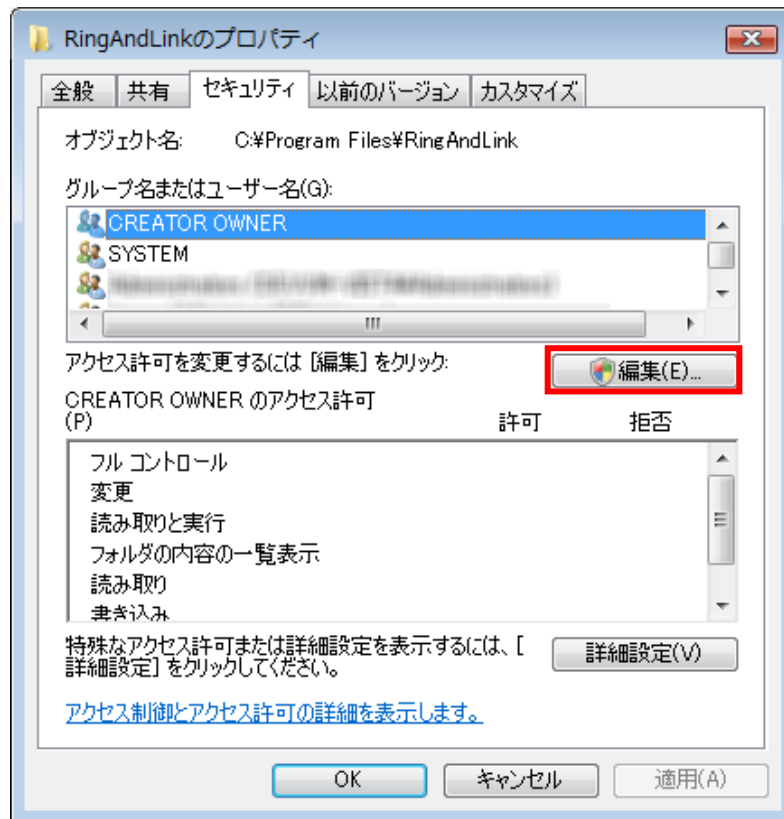 RingAndLinkのプロパティ
全般 共有 セキュリティ 以前のバージョン カスタマイズ
オブジェクト名: C:¥Program Files¥RingAndLink
グループ名またはユーザー名(G):
CREATOR OWNER
SYSTEM
アクセス許可を変更するには [編集] をクリック:
編集(E)...
CREATOR OWNER のアクセス許可
(P) 許可 拒否
フル コントロール
変更
読み取りと実行
フォルダの内容の一覧表示
読み取り
書き込み
特殊なアクセス許可または詳細設定を表示するには、[
詳細設定] をクリックしてください。
詳細設定(V)
アクセス制御とアクセス許可の詳細を表示します。
OK キャンセル 適用(A)